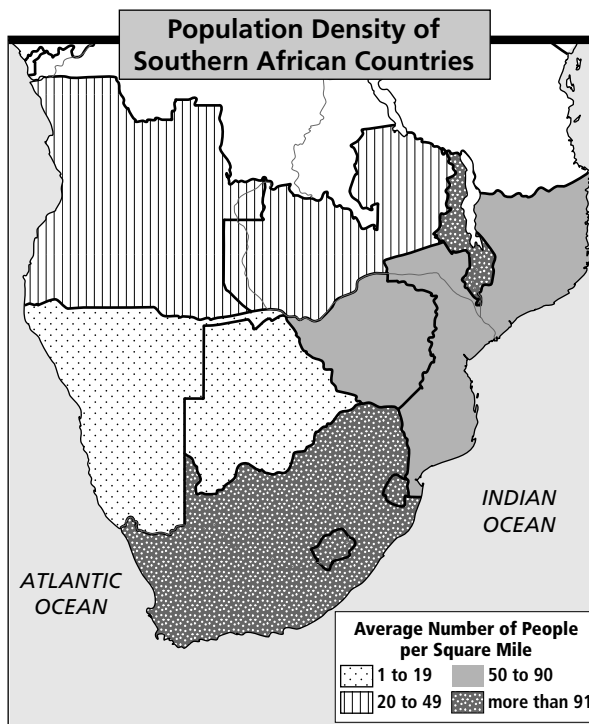 Population Density of
Southern African Countries
INDIAN
OCEAN
ATLANTIC
OCEAN
Average Number of People
per Square Mile
1 to 19
50 to 90
20 to 49
more than 91